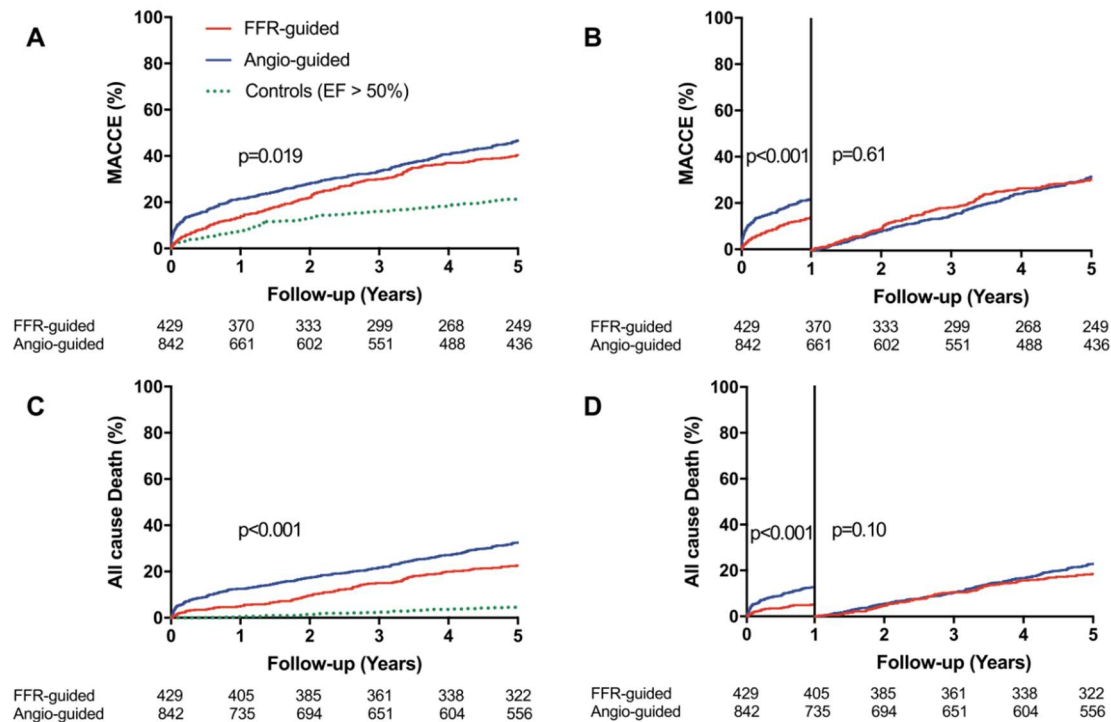 A
FFR-guided
Angio-guided
Controls (EF > 50%)
MACCE (%)
100
80
60
40
20
0
p=0.019
0 1 2 3 4 5
Follow-up (Years)
FFR-guided 429 370 333 299 268 249
Angio-guided 842 661 602 551 488 436
B
MACCE (%)
100
80
60
40
20
0
p<0.001 p=0.61
0 1 2 3 4 5
Follow-up (Years)
FFR-guided 429 370 333 299 268 249
Angio-guided 842 661 602 551 488 436
C
All cause Death (%)
100
80
60
40
20
0
p<0.001
0 1 2 3 4 5
Follow-up (Years)
FFR-guided 429 405 385 361 338 322
Angio-guided 842 735 694 651 604 556
D
All cause Death (%)
100
80
60
40
20
0
p<0.001 p=0.10
0 1 2 3 4 5
Follow-up (Years)
FFR-guided 429 405 385 361 338 322
Angio-guided 842 735 694 651 604 556